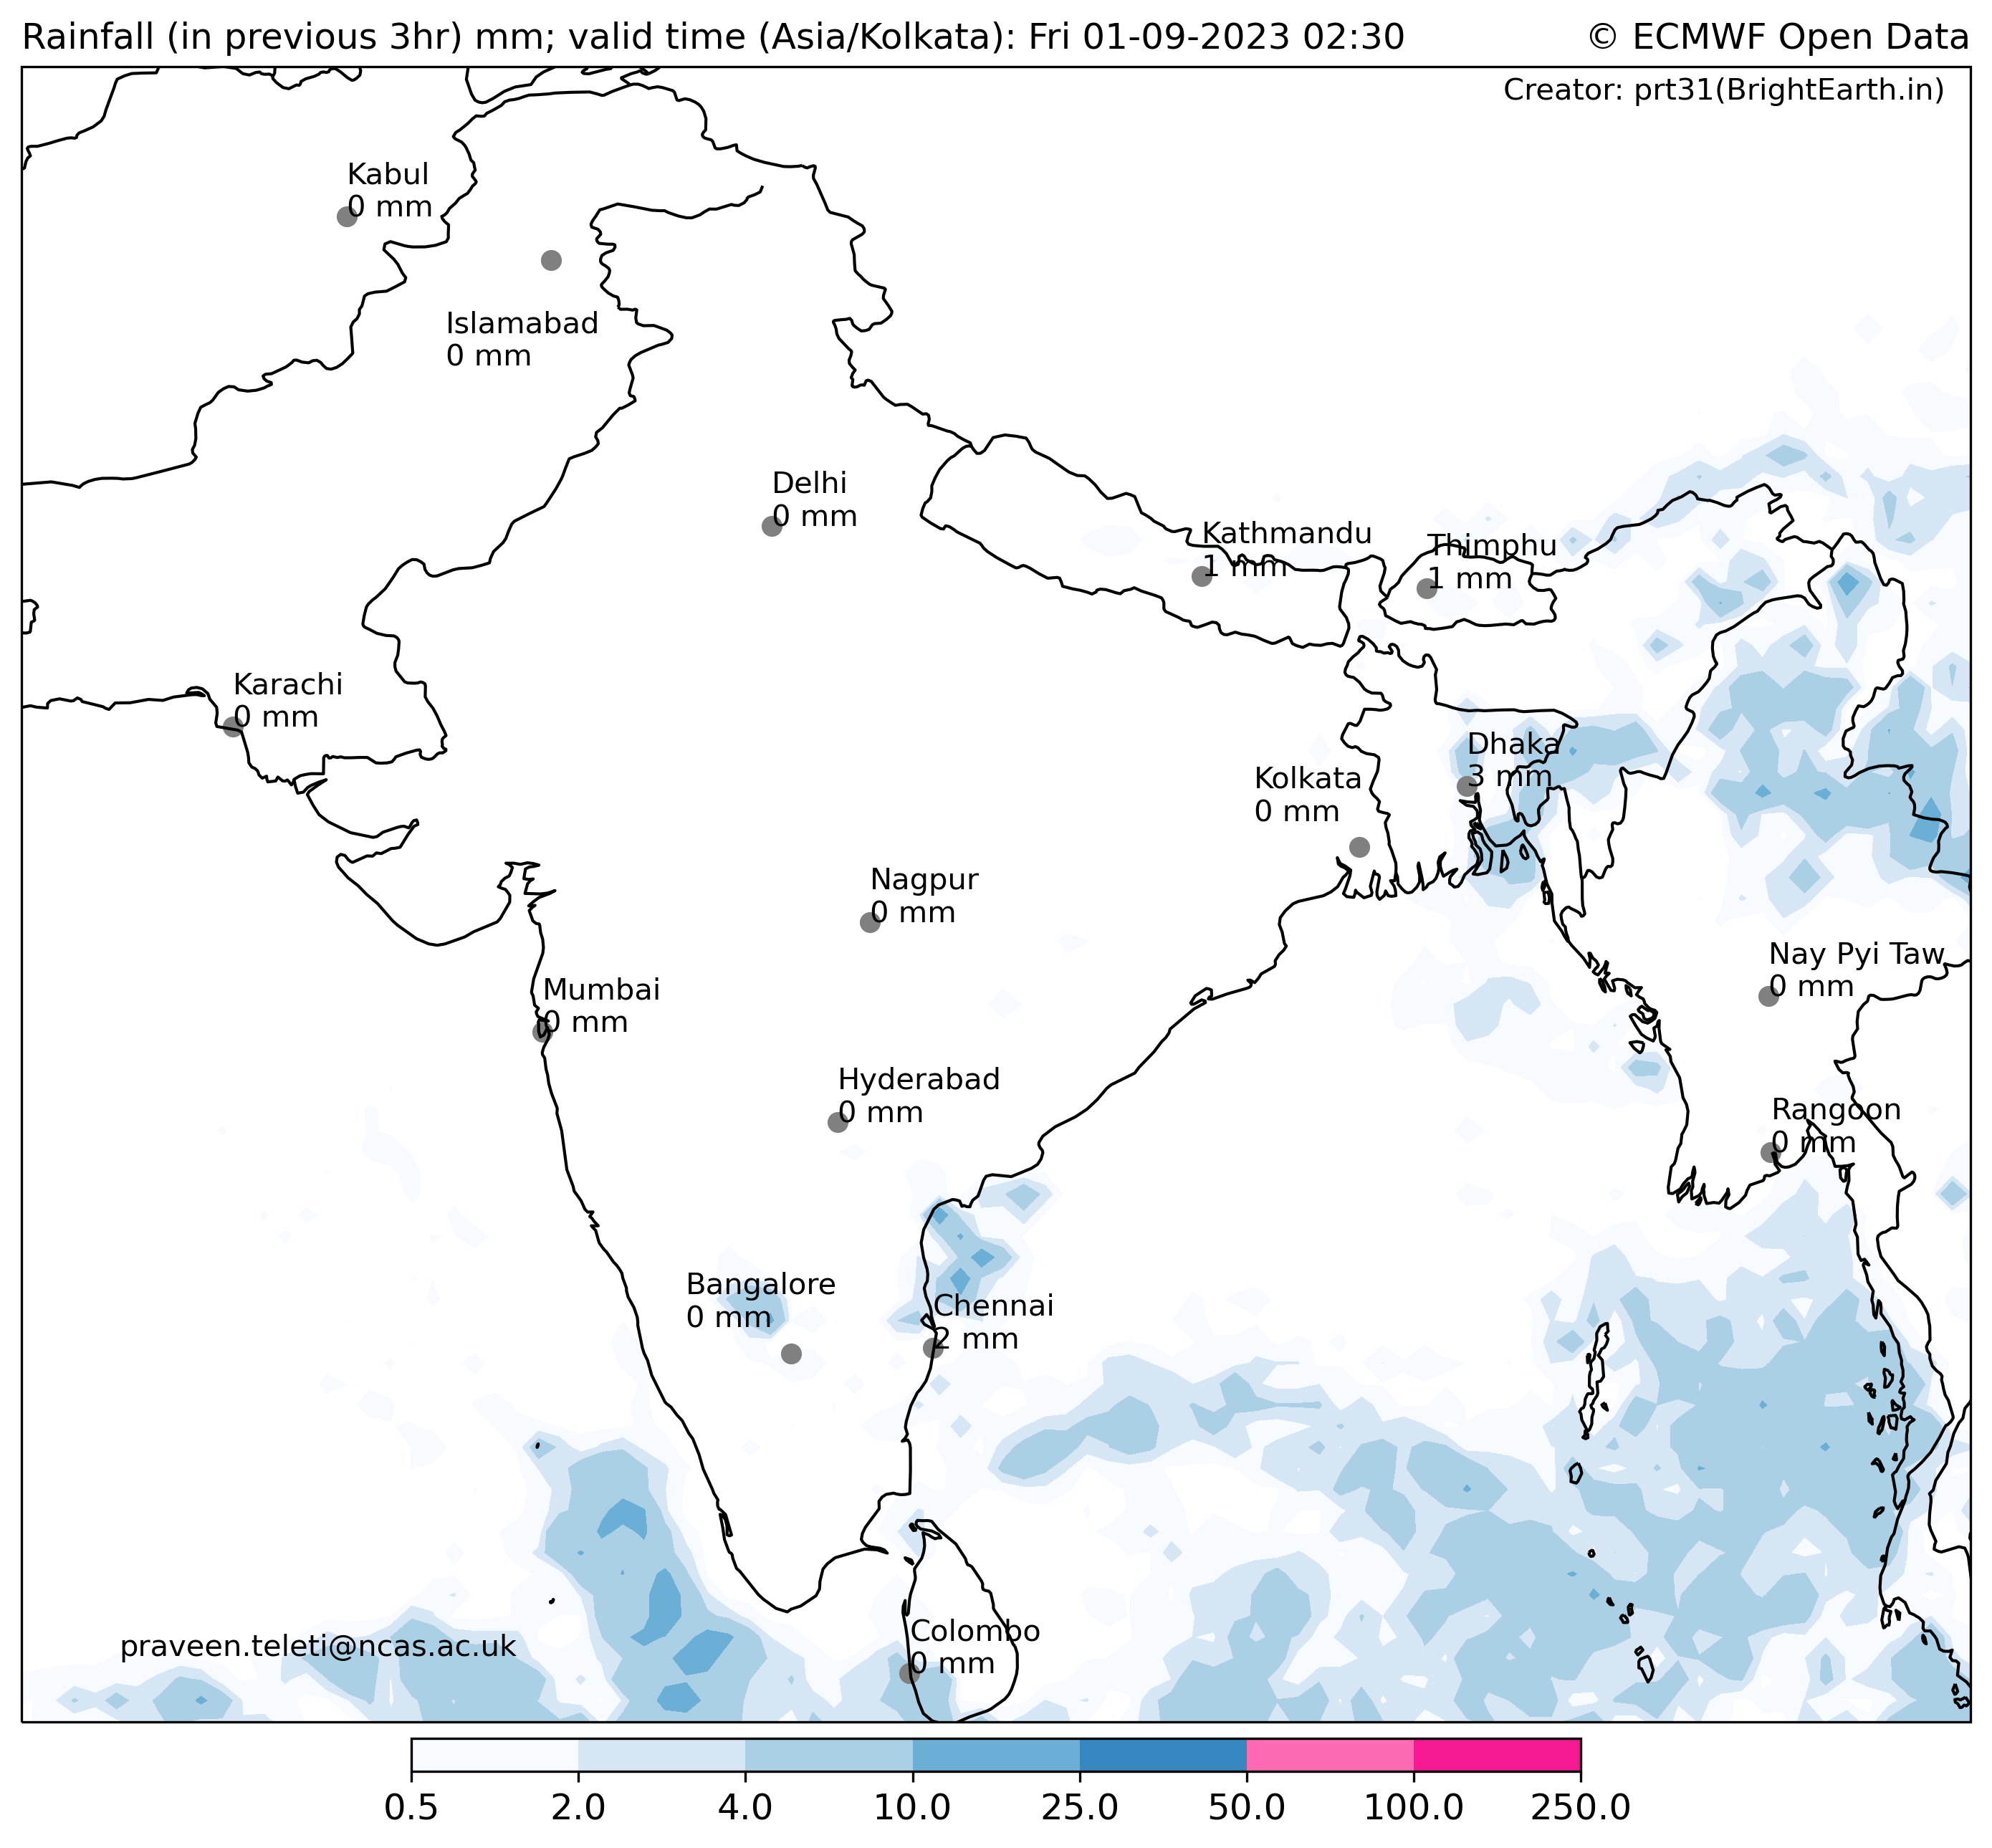 Rainfall (in previous 3hr) mm; valid time (Asia/Kolkata): Fri 01-09-2023 02:30
© ECMWF Open Data
Creator: prt31(BrightEarth.in)
Kabul
0 mm
Islamabad
0 mm
Delhi
0 mm
Kathmandu
1 mm
Thimphu
1 mm
Karachi
0 mm
Dhaka
3 mm
Kolkata
0 mm
Nagpur
0 mm
Nay Pyi Taw
0 mm
Mumbai
0 mm
Hyderabad
0 mm
Rangoon
0 mm
Bangalore
0 mm
Chennai
2 mm
Colombo
0 mm
praveen.teleti@ncas.ac.uk
0.5 2.0 4.0 10.0 25.0 50.0 100.0 250.0